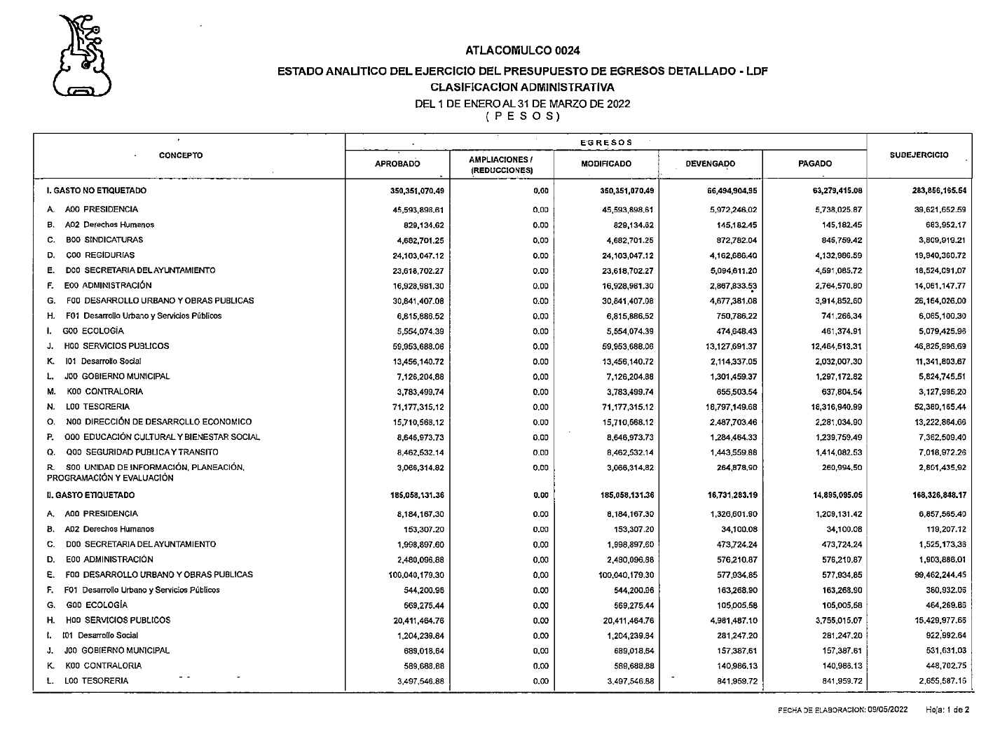 ATLACOMULCO 0024
ESTADO ANALITICO DEL EJERCICIO DEL PRESUPUESTO DE EGRESOS DETALLADO - LDF
CLASIFICACION ADMINISTRATIVA
DEL 1 DE ENERO AL 31 DE MARZO DE 2022
( P E S O S )
CONCEPTO EGRESOS SUBEJERCICIO
APROBADO AMPLIACIONES / (REDUCCIONES) MODIFICADO DEVENGADO PAGADO
I. GASTO NO ETIQUETADO 350,351,070.49 0.00 350,351,070.49 66,494,904.95 63,279,415.08 283,856,165.54
A. A00 PRESIDENCIA 45,593,898.61 0.00 45,593,898.61 5,972,246.02 5,738,025.87 39,621,652.59
B. A02 Derechos Humanos 829,134.62 0.00 829,134.62 145,182.45 145,182.45 683,952.17
C. B00 SINDICATURAS 4,682,701.25 0.00 4,682,701.25 872,782.04 845,759.42 3,809,919.21
D. C00 REGIDURIAS 24,103,047.12 0.00 24,103,047.12 4,162,686.40 4,132,986.59 19,940,360.72
E. D00 SECRETARIA DEL AYUNTAMIENTO 23,618,702.27 0.00 23,618,702.27 5,094,611.20 4,591,085.72 18,524,091.07
F. E00 ADMINISTRACIÓN 16,928,981.30 0.00 16,928,981.30 2,867,833.53 2,764,570.80 14,061,147.77
G. F00 DESARROLLO URBANO Y OBRAS PUBLICAS 30,841,407.08 0.00 30,841,407.08 4,677,381.08 3,914,852.60 26,164,026.00
H. F01 Desarrollo Urbano y Servicios Públicos 6,815,886.52 0.00 6,815,886.52 750,786.22 741,266.34 6,065,100.30
I. G00 ECOLOGÍA 5,554,074.39 0.00 5,554,074.39 474,648.43 461,374.91 5,079,425.96
J. H00 SERVICIOS PUBLICOS 59,953,688.06 0.00 59,953,688.06 13,127,691.37 12,464,513.31 46,825,996.69
K. I01 Desarrollo Social 13,456,140.72 0.00 13,456,140.72 2,114,337.05 2,032,007.30 11,341,803.67
L. J00 GOBIERNO MUNICIPAL 7,126,204.88 0.00 7,126,204.88 1,301,459.37 1,297,172.82 5,824,745.51
M. K00 CONTRALORIA 3,783,499.74 0.00 3,783,499.74 655,503.54 637,804.54 3,127,996.20
N. L00 TESORERIA 71,177,315.12 0.00 71,177,315.12 18,797,149.68 18,316,940.99 52,380,165.44
O. N00 DIRECCIÓN DE DESARROLLO ECONOMICO 15,710,568.12 0.00 15,710,568.12 2,487,703.46 2,281,034.90 13,222,864.66
P. O00 EDUCACIÓN CULTURAL Y BIENESTAR SOCIAL 8,646,973.73 0.00 8,646,973.73 1,284,464.33 1,239,759.49 7,362,509.40
Q. Q00 SEGURIDAD PUBLICA Y TRANSITO 8,462,532.14 0.00 8,462,532.14 1,443,559.88 1,414,082.53 7,018,972.26
R. S00 UNIDAD DE INFORMACIÓN, PLANEACIÓN, 3,066,314.82 0.00 3,066,314.82 264,878.90 260,994.50 2,801,435.92
PROGRAMACIÓN Y EVALUACIÓN
II. GASTO ETIQUETADO 185,058,131.36 0.00 185,058,131.36 16,731,283.19 14,895,095.05 168,326,848.17
A. A00 PRESIDENCIA 8,184,167.30 0.00 8,184,167.30 1,326,601.90 1,209,131.42 6,857,565.40
B. A02 Derechos Humanos 153,307.20 0.00 153,307.20 34,100.08 34,100.08 119,207.12
C. D00 SECRETARIA DEL AYUNTAMIENTO 1,998,897.60 0.00 1,998,897.60 473,724.24 473,724.24 1,525,173.36
D. E00 ADMINISTRACIÓN 2,480,096.88 0.00 2,480,096.88 576,210.87 576,210.87 1,903,886.01
E. F00 DESARROLLO URBANO Y OBRAS PUBLICAS 100,040,179.30 0.00 100,040,179.30 577,934.85 577,934.85 99,462,244.45
F. F01 Desarrollo Urbano y Servicios Públicos 544,200.96 0.00 544,200.96 163,268.90 163,268.90 380,932.06
G. G00 ECOLOGÍA 569,275.44 0.00 569,275.44 105,005.58 105,005.58 464,269.86
H. H00 SERVICIOS PUBLICOS 20,411,464.76 0.00 20,411,464.76 4,981,487.10 3,755,015.07 15,429,977.66
I. I01 Desarrollo Social 1,204,239.84 0.00 1,204,239.84 281,247.20 281,247.20 922,992.64
J. J00 GOBIERNO MUNICIPAL 689,018.64 0.00 689,018.64 157,387.61 157,387.61 531,631.03
K. K00 CONTRALORIA 589,688.88 0.00 589,688.88 140,986.13 140,986.13 448,702.75
L. L00 TESORERIA 3,497,546.88 0.00 3,497,546.88 841,959.72 841,959.72 2,655,587.16
FECHA DE ELABORACION: 09/05/2022 Hoja: 1 de 2